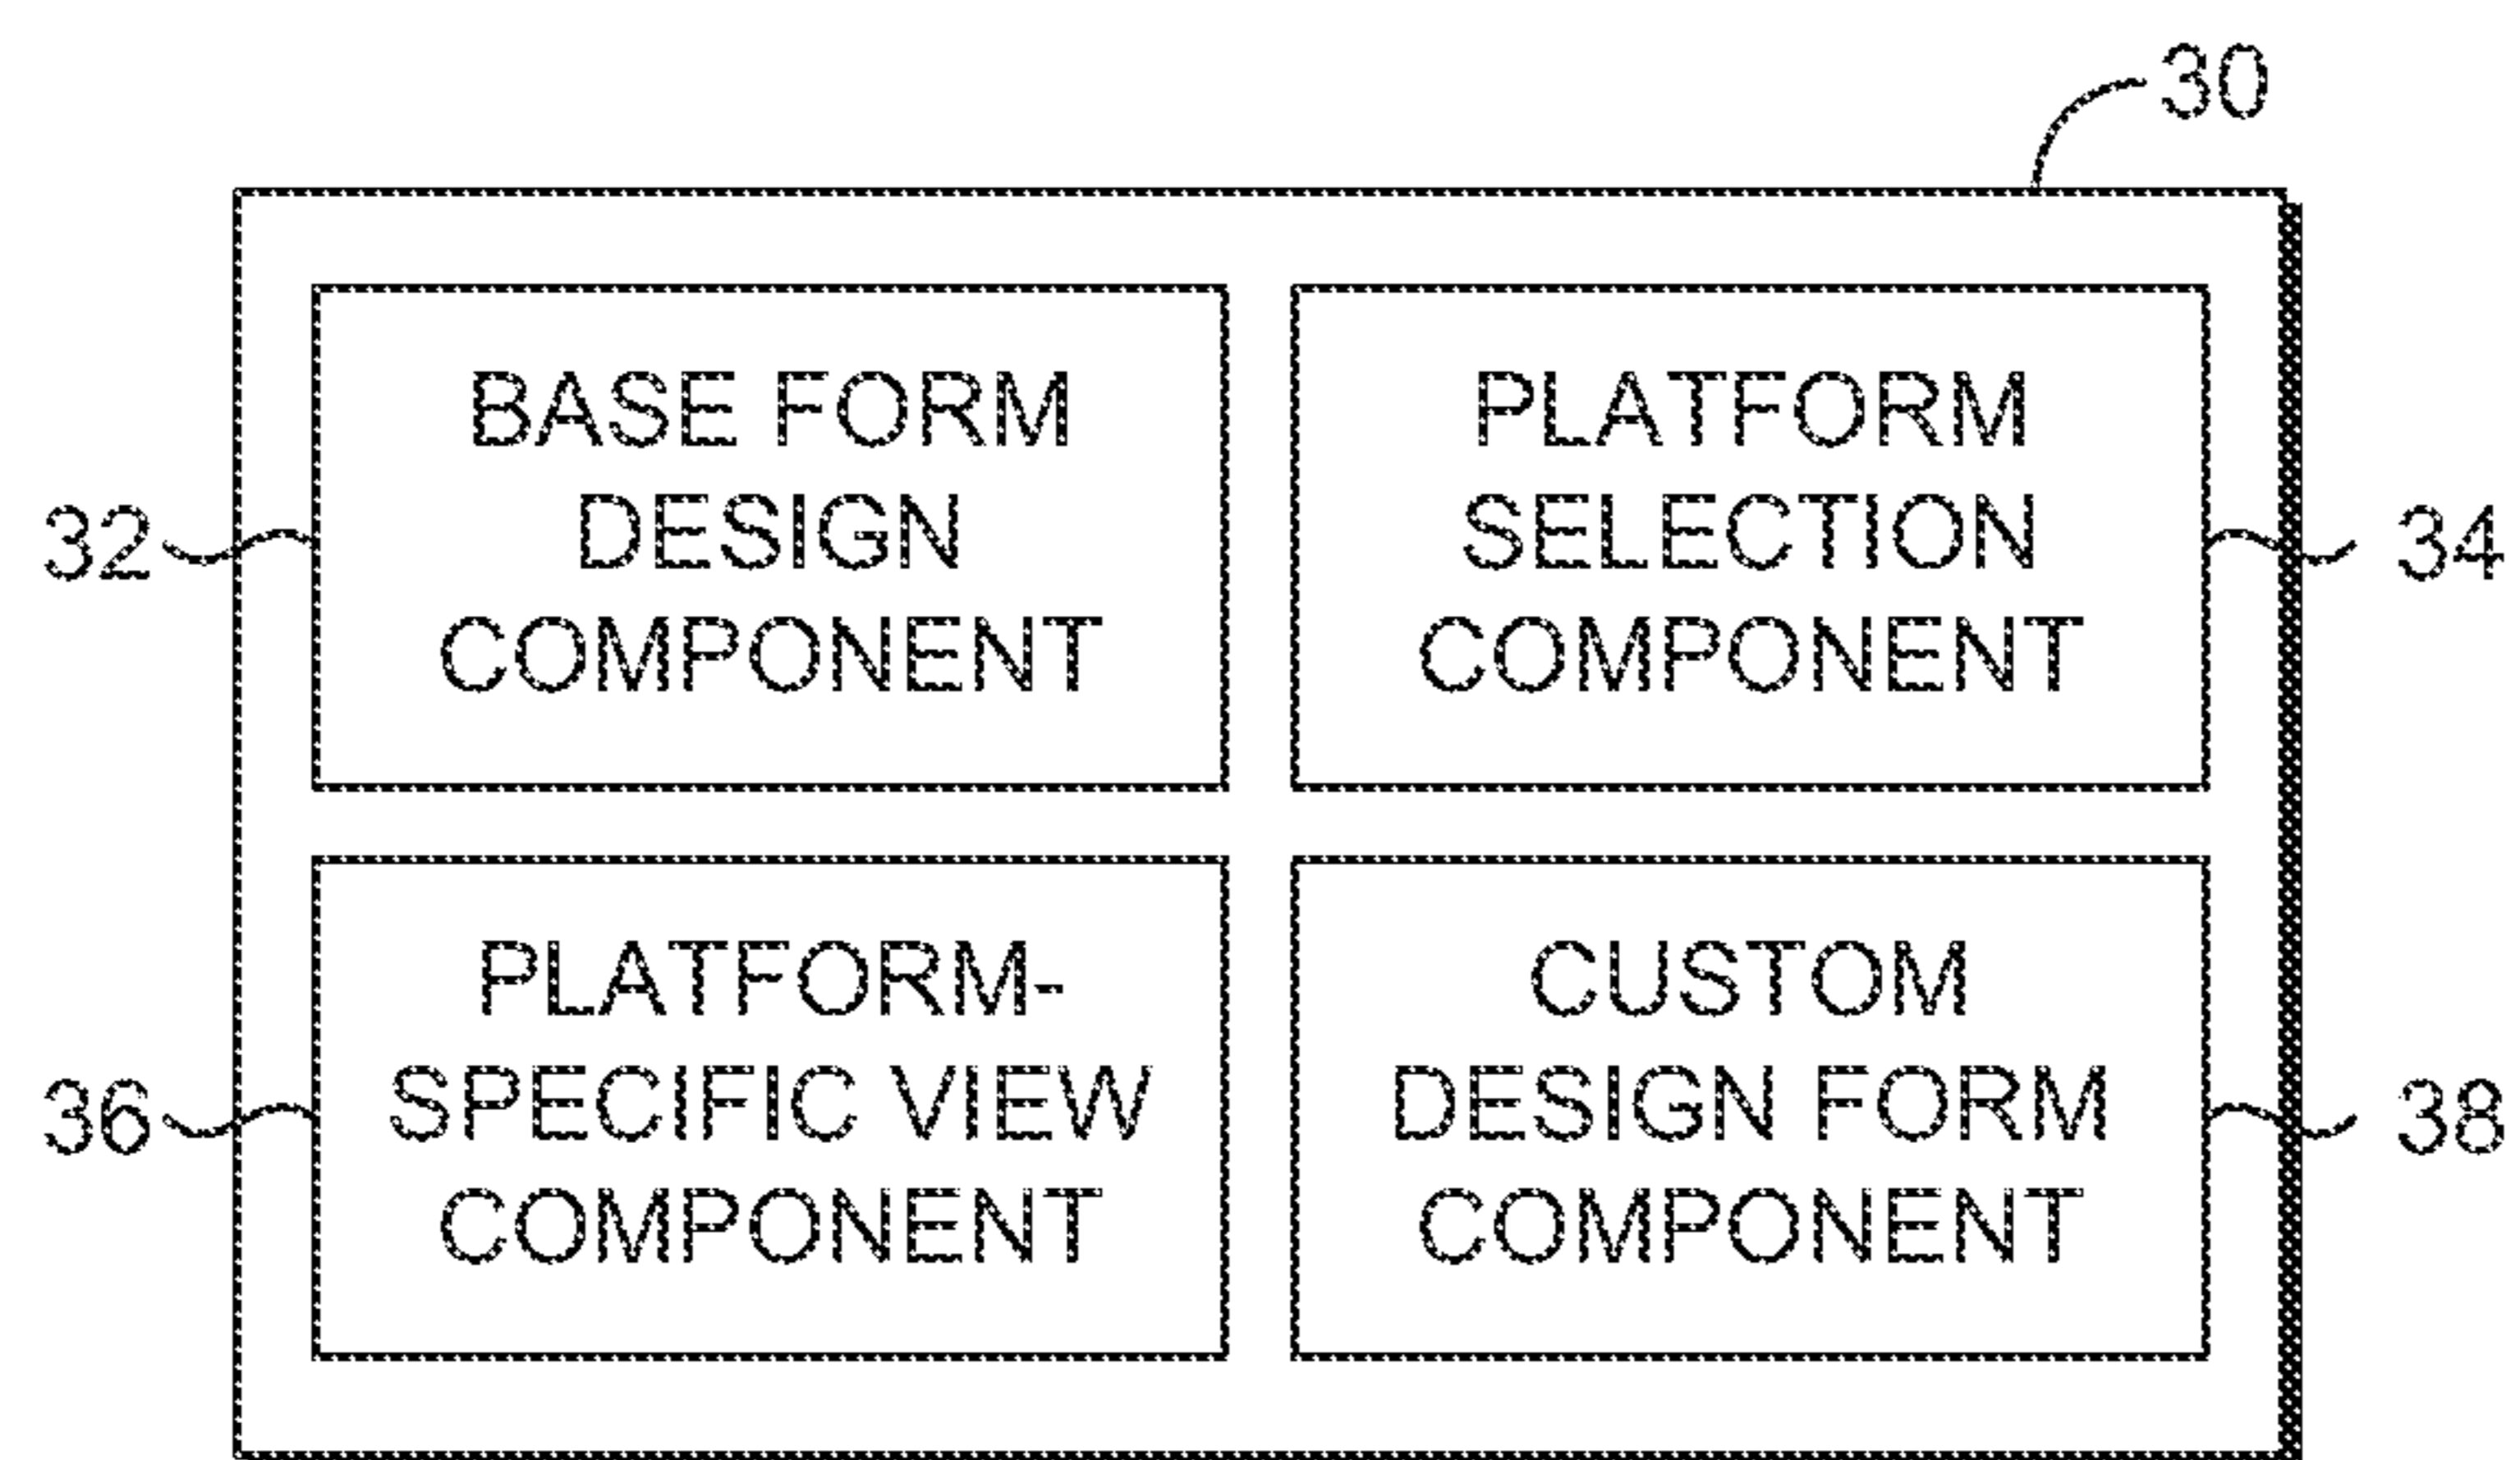 30
BASE FORM
DESIGN
COMPONENT
32
PLATFORM
SELECTION
COMPONENT
34
PLATFORM-
SPECIFIC VIEW
COMPONENT
36
CUSTOM
DESIGN FORM
COMPONENT
38